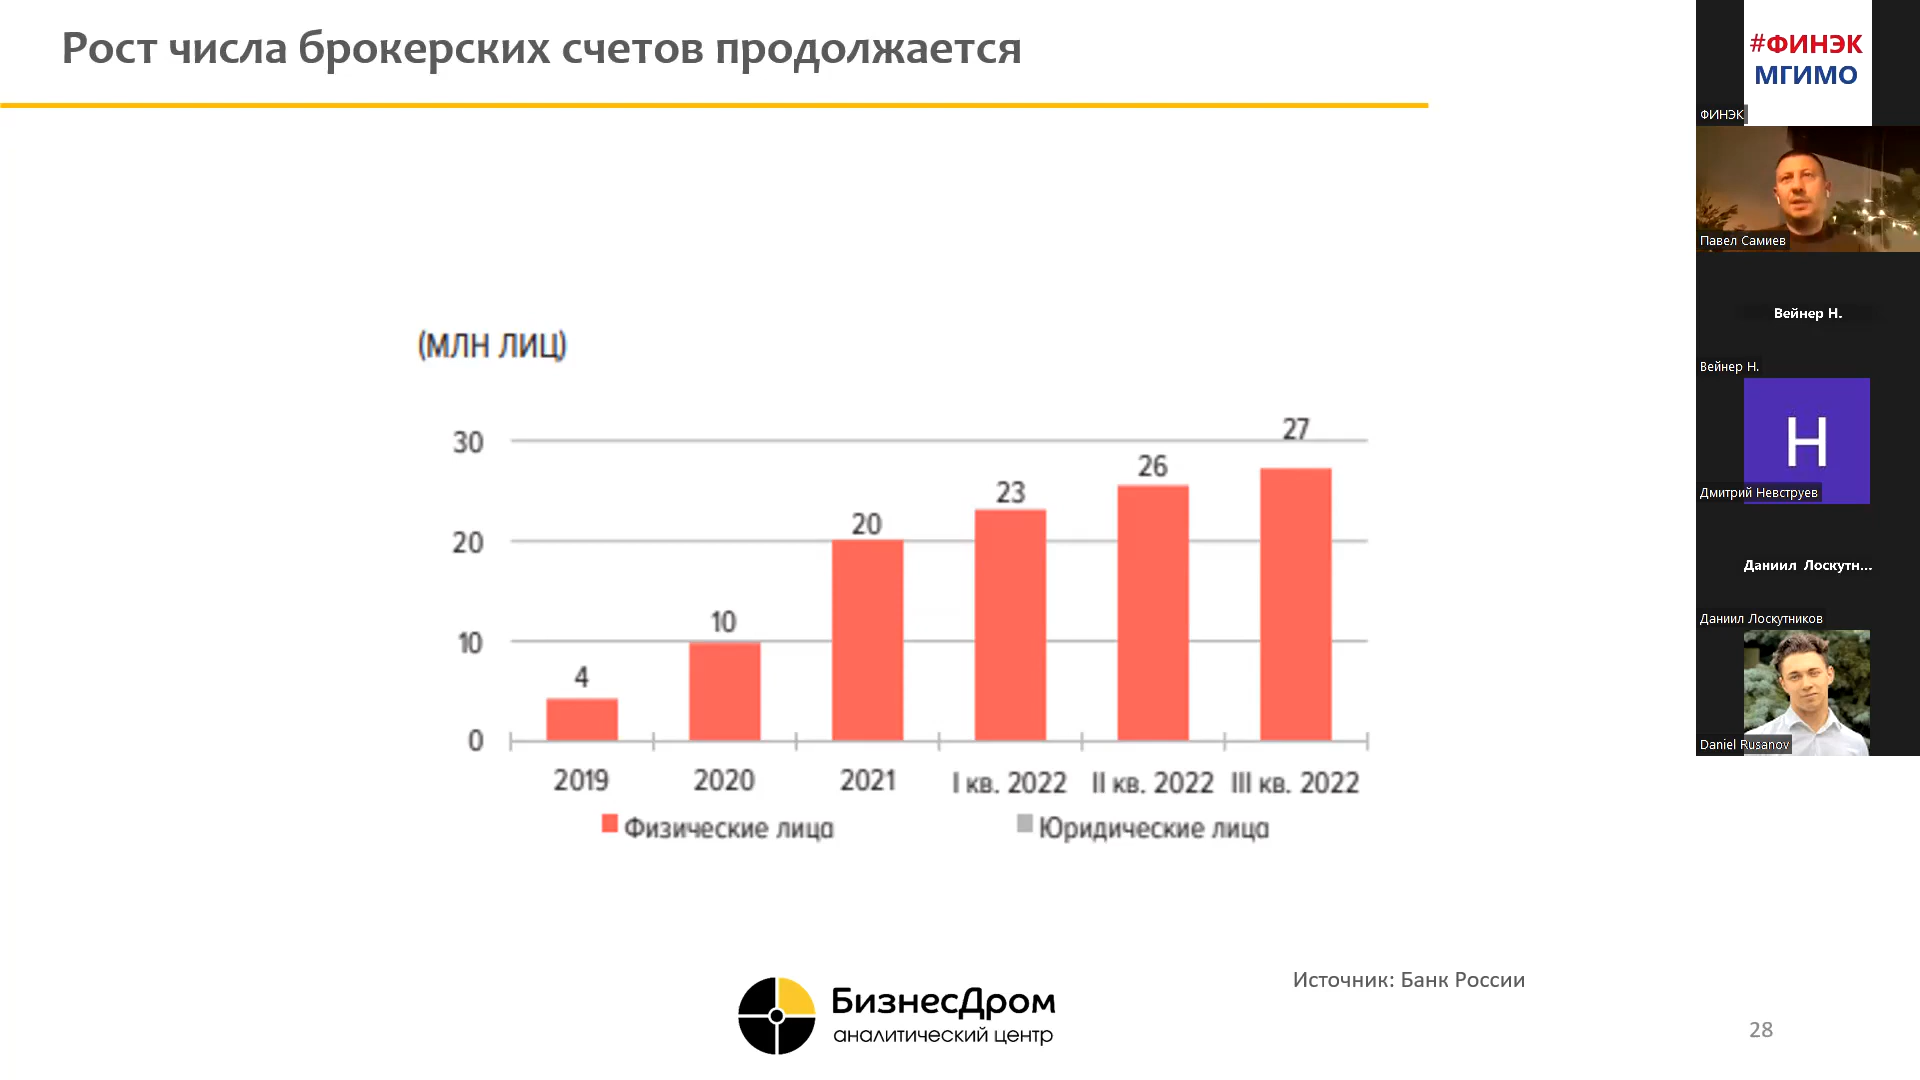 Рост числа брокерских счетов продолжается
(МЛН ЛИЦ)
30
20
10
0
4
10
20
23
26
27
2019
2020
2021
I кв. 2022
II кв. 2022
III кв. 2022
Физические лица
Юридические лица
Источник: Банк России
БизнесДром
аналитический центр
28
#ФИНЭК
МГИМО
ФИНЭК
Павел Самиев
Вейнер Н.
Вейнер Н.
Н
Дмитрий Невструев
Даниил Лоскутн...
Даниил Лоскутников
Daniel Rusanov